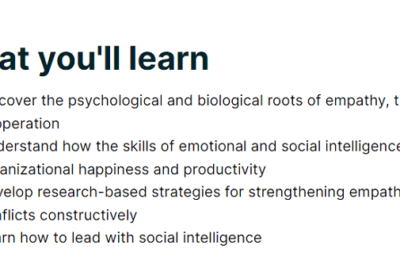 at you'll learn
cover the psychological and biological roots of empathy, t
operation
derstand how the skills of emotional and social intelligence
anizational happiness and productivity
velop research-based strategies for strengthening empath
nflicts constructively
arn how to lead with social intelligence